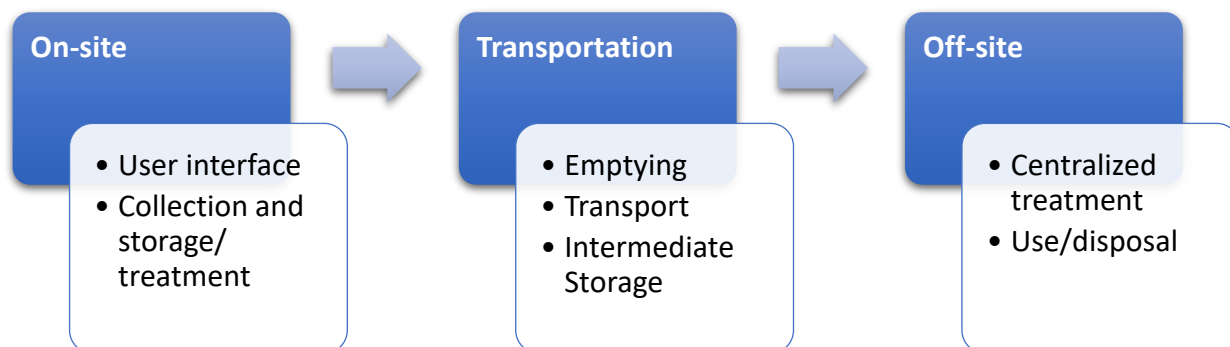 On-site
• User interface
• Collection and
storage/
treatment
Transportation
• Emptying
• Transport
• Intermediate
Storage
Off-site
• Centralized
treatment
• Use/disposal